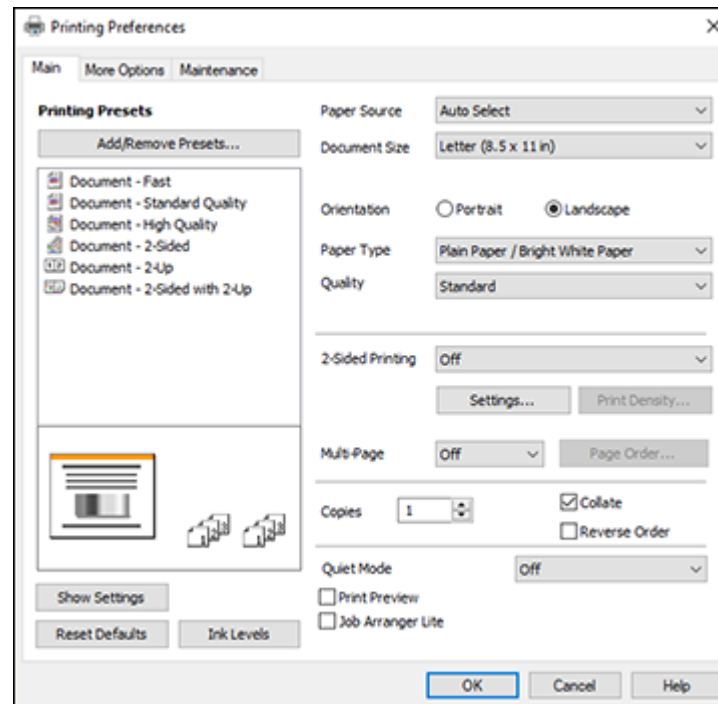 Printing Preferences
Main More Options Maintenance
Printing Presets
Add/Remove Presets...
Document - Fast
Document - Standard Quality
Document - High Quality
Document - 2-Sided
Document - 2-Up
Document - 2-Sided with 2-Up
Show Settings
Reset Defaults Ink Levels
Paper Source Auto Select
Document Size Letter (8.5 x 11 in)
Orientation Portrait Landscape
Paper Type Plain Paper / Bright White Paper
Quality Standard
2-Sided Printing Off
Settings... Print Density...
Multi-Page Off Page Order...
Copies 1 Collate
Reverse Order
Quiet Mode Off
Print Preview
Job Arranger Lite
OK Cancel Help